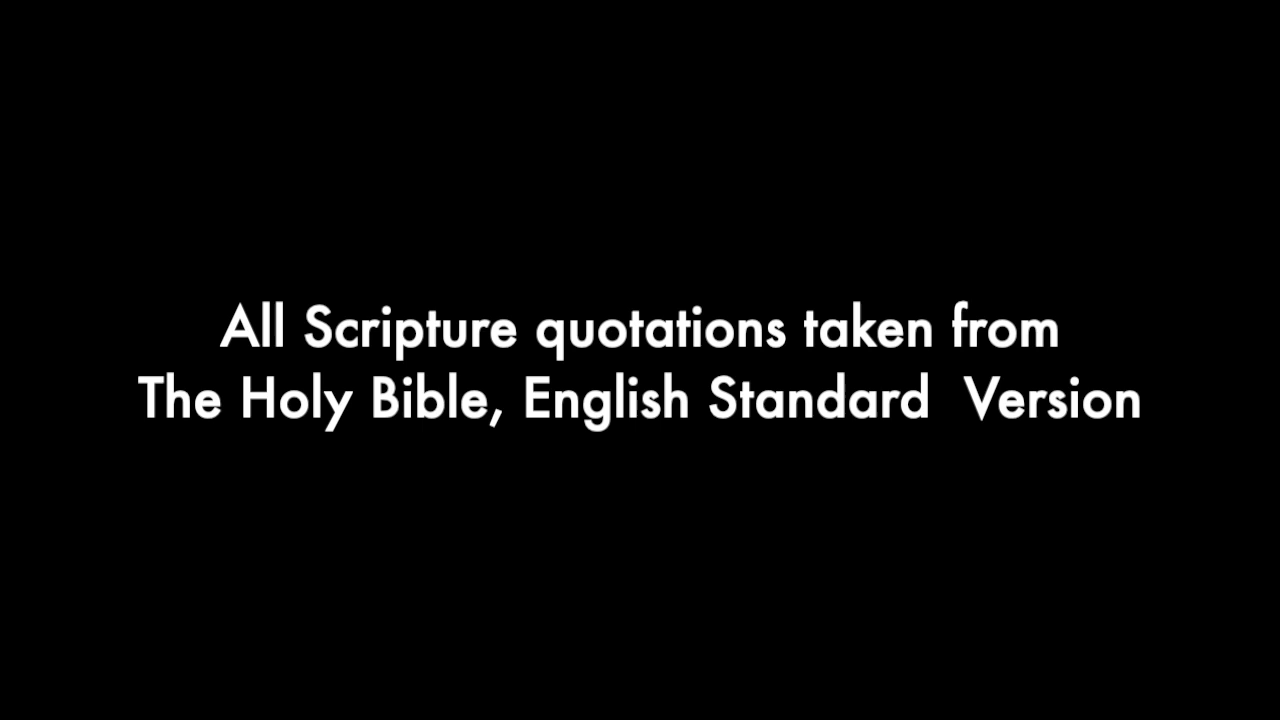 All Scripture quotations taken from
The Holy Bible, English Standard  Version